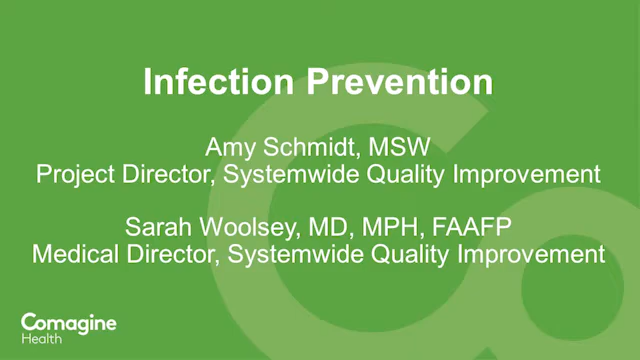 Infection Prevention
Amy Schmidt, MSW
Project Director, Systemwide Quality Improvement
Sarah Woolsey, MD, MPH, FAAFP
Medical Director, Systemwide Quality Improvement
Comagine
Health